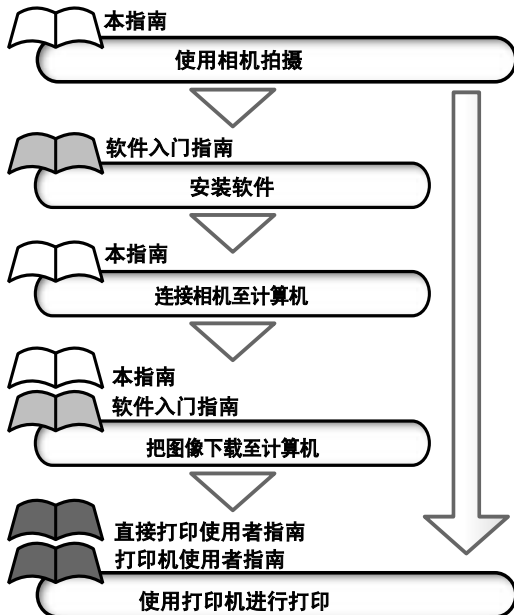 本指南
使用相机拍摄
软件入门指南
安装软件
本指南
连接相机至计算机
本指南
软件入门指南
把图像下载至计算机
直接打印使用者指南
打印机使用者指南
使用打印机进行打印